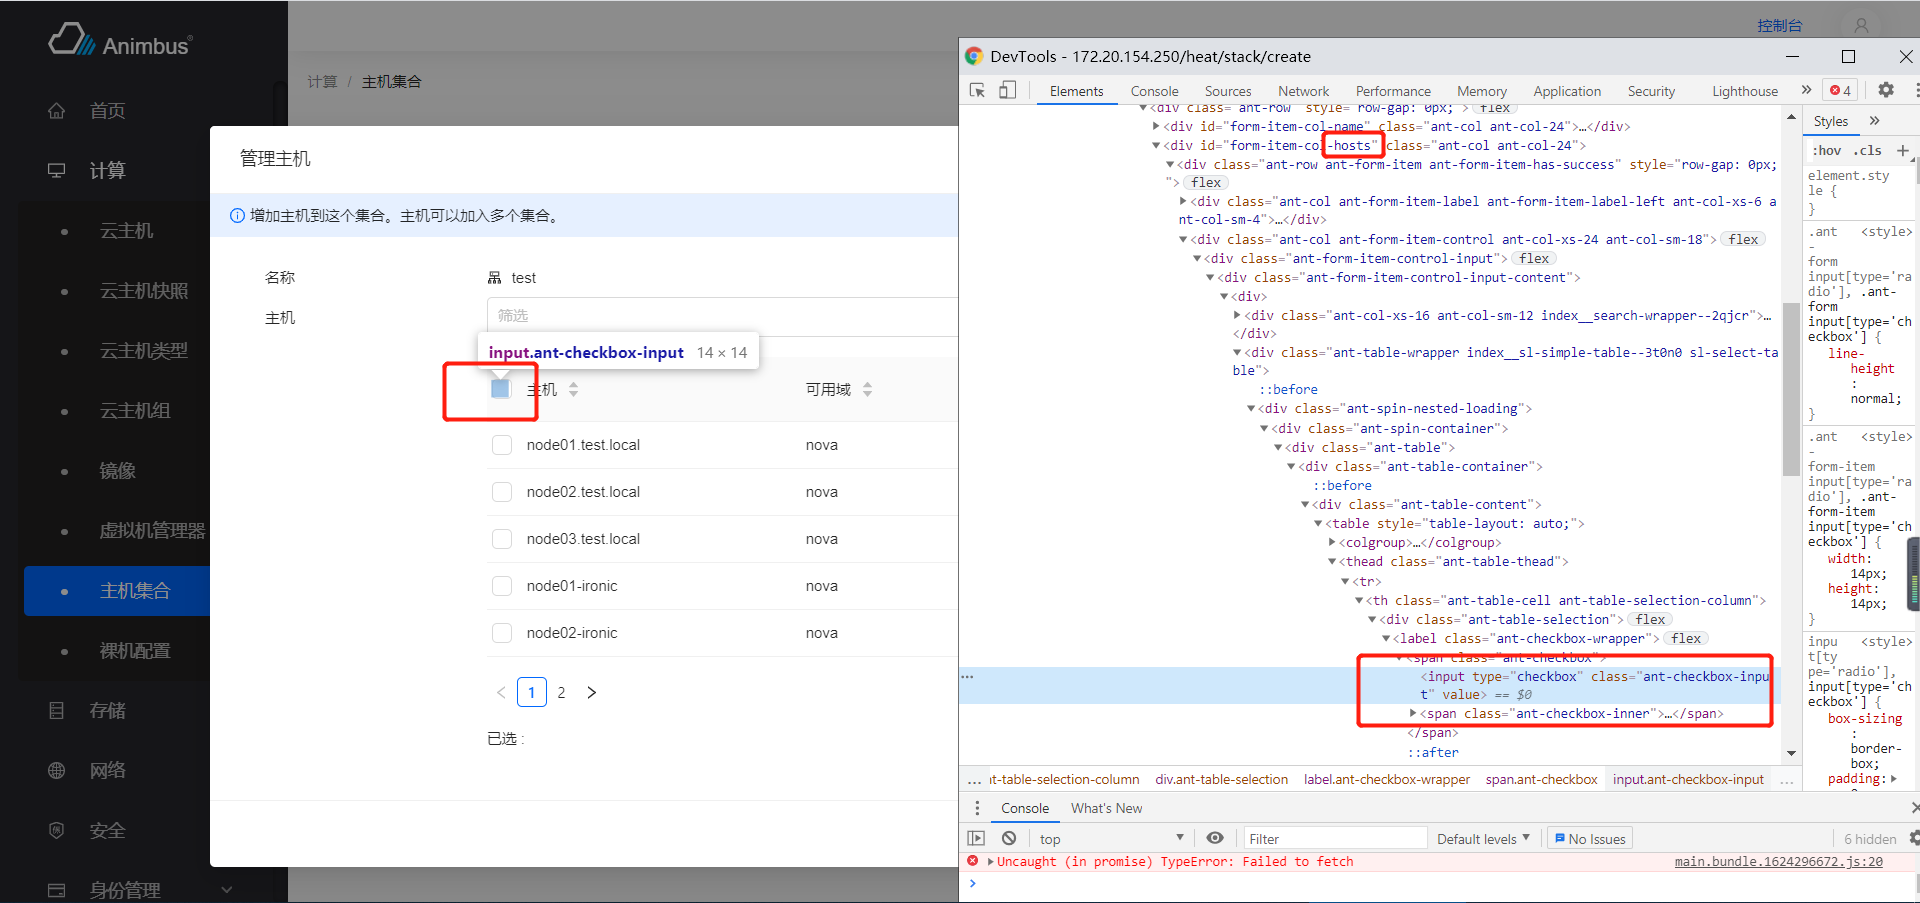 Animbus®
首页
计算
云主机
云主机快照
云主机类型
云主机组
镜像
虚拟机管理器
主机集合
裸机配置
存储
网络
安全
身份管理
控制台
计算 / 主机集合
管理主机
增加主机到这个集合。主机可以加入多个集合。
名称
test
主机
筛选
input.ant-checkbox-input 14 × 14
主机 可用域
node01.test.local nova
node02.test.local nova
node03.test.local nova
node01-ironic nova
node02-ironic nova
1 2
已选 :
DevTools - 172.20.154.250/heat/stack/create
Elements Console Sources Network Performance Memory Application Security Lighthouse » 4
<div class="ant-row" style="row-gap: 0px;"> flex
<div id="form-item-col-name" class="ant-col ant-col-24">…</div>
<div id="form-item-col-hosts" class="ant-col ant-col-24">
<div class="ant-row ant-form-item ant-form-item-has-success" style="row-gap: 0px;
"> flex
<div class="ant-col ant-form-item-label ant-form-item-label-left ant-col-xs-6 a
nt-col-sm-4">…</div>
<div class="ant-col ant-form-item-control ant-col-xs-24 ant-col-sm-18"> flex
<div class="ant-form-item-control-input"> flex
<div class="ant-form-item-control-input-content">
<div>
<div class="ant-col-xs-16 ant-col-sm-12 index__search-wrapper--2qjcr">…
</div>
<div class="ant-table-wrapper index__sl-simple-table--3t0n0 sl-select-ta
ble">
::before
<div class="ant-spin-nested-loading">
<div class="ant-spin-container">
<div class="ant-table">
<div class="ant-table-container">
::before
<div class="ant-table-content">
<table style="table-layout: auto;">
<colgroup>…</colgroup>
<thead class="ant-table-thead">
<tr>
<th class="ant-table-cell ant-table-selection-column">
<div class="ant-table-selection"> flex
<label class="ant-checkbox-wrapper"> flex
<span class="ant-checkbox">
<input type="checkbox" class="ant-checkbox-inpu
t" value> == $0
<span class="ant-checkbox-inner">…</span>
</span>
::after
... nt-table-selection-column div.ant-table-selection label.ant-checkbox-wrapper span.ant-checkbox input.ant-checkbox-input ...
Styles »
:hov .cls +
element.sty
le {
}
.ant <style>
-
form
input[type='ra
dio'], .ant-
form
input[type='ch
eckbox'] {
line-
height
:
normal;
}
.ant <style>
-
form-item
input[type='ra
dio'], .ant-
form-item
input[type='ch
eckbox'] {
width:
14px;
height:
14px;
}
inpu <style>
t[ty
pe='radio'],
input[type='ch
eckbox'] {
box-sizing
:
border-
box;
padding:
Console What's New
top Filter Default levels No Issues 6 hidden
Uncaught (in promise) TypeError: Failed to fetch main.bundle.1624296672.js:20
>